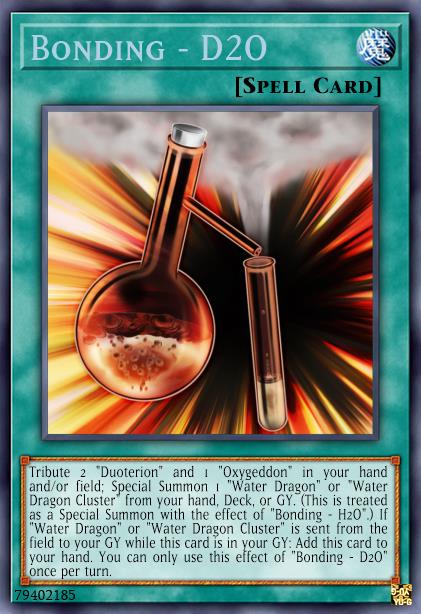 Bonding - D2O
魔
[Spell Card]
Tribute 2 "Duoterion" and 1 "Oxygeddon" in your hand
and/or field; Special Summon 1 "Water Dragon" or "Water
Dragon Cluster" from your hand, Deck, or GY. (This is treated
as a Special Summon with the effect of "Bonding - H2O".) If
"Water Dragon" or "Water Dragon Cluster" is sent from the
field to your GY while this card is in your GY: Add this card to
your hand. You can only use this effect of "Bonding - D2O"
once per turn.
79402185